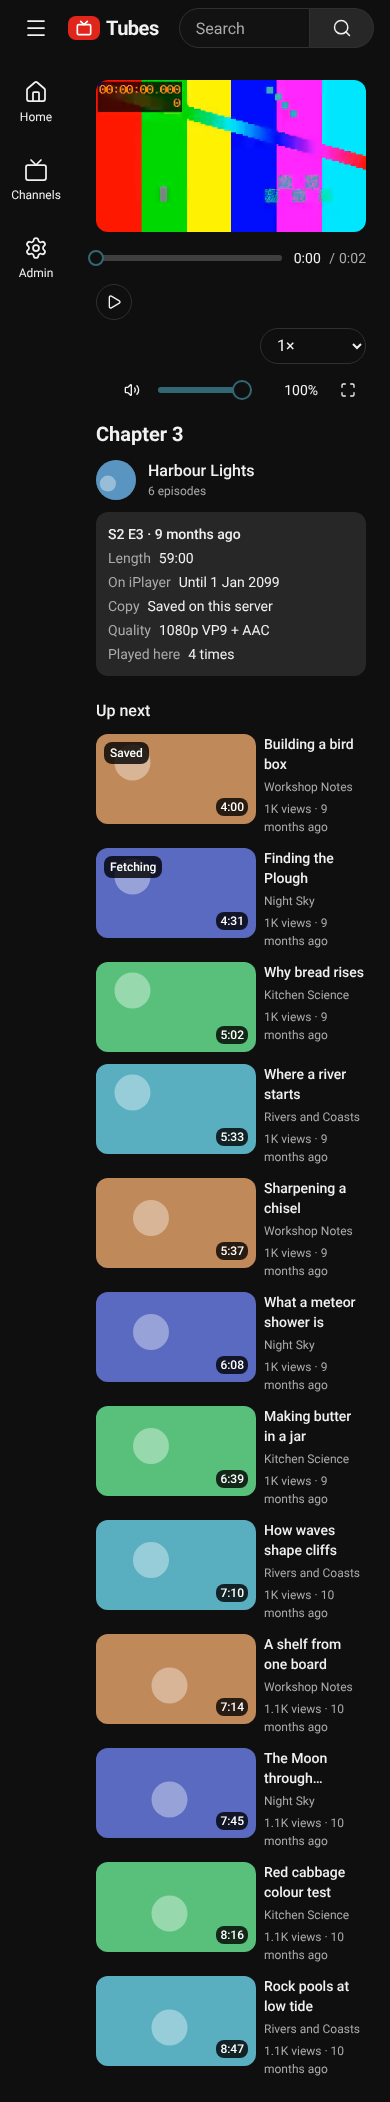 Tubes
Search
Home
Channels
Admin
00:00:00.000
0
0:00 / 0:02
1×
100%
Chapter 3
Harbour Lights
6 episodes
S2 E3 · 9 months ago
Length 59:00
On iPlayer Until 1 Jan 2099
Copy Saved on this server
Quality 1080p VP9 + AAC
Played here 4 times
Up next
Saved
4:00
Building a bird
box
Workshop Notes
1K views · 9
months ago
Fetching
4:31
Finding the
Plough
Night Sky
1K views · 9
months ago
5:02
Why bread rises
Kitchen Science
1K views · 9
months ago
5:33
Where a river
starts
Rivers and Coasts
1K views · 9
months ago
5:37
Sharpening a
chisel
Workshop Notes
1K views · 9
months ago
6:08
What a meteor
shower is
Night Sky
1K views · 9
months ago
6:39
Making butter
in a jar
Kitchen Science
1K views · 9
months ago
7:10
How waves
shape cliffs
Rivers and Coasts
1K views · 10
months ago
7:14
A shelf from
one board
Workshop Notes
1.1K views · 10
months ago
7:45
The Moon
through…
Night Sky
1.1K views · 10
months ago
8:16
Red cabbage
colour test
Kitchen Science
1.1K views · 10
months ago
8:47
Rock pools at
low tide
Rivers and Coasts
1.1K views · 10
months ago